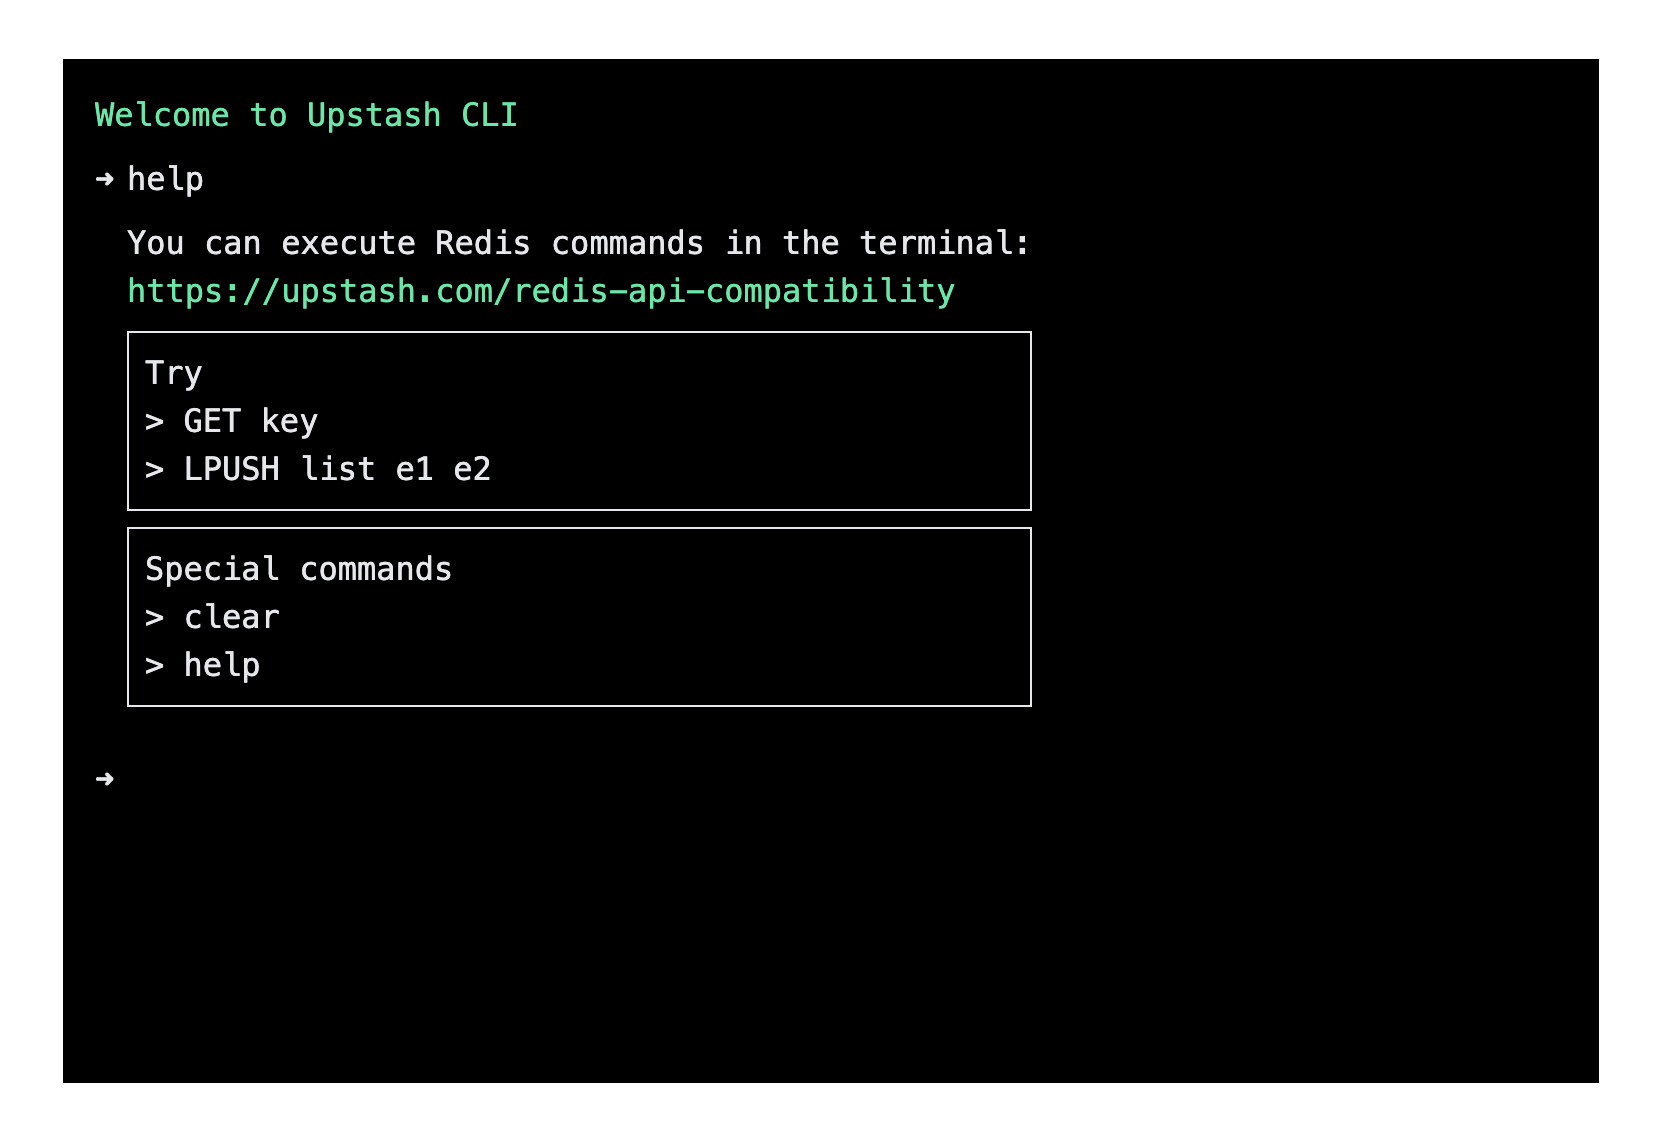 Welcome to Upstash CLI
➜ help
You can execute Redis commands in the terminal:
https://upstash.com/redis-api-compatibility
Try
> GET key
> LPUSH list e1 e2
Special commands
> clear
> help
➜